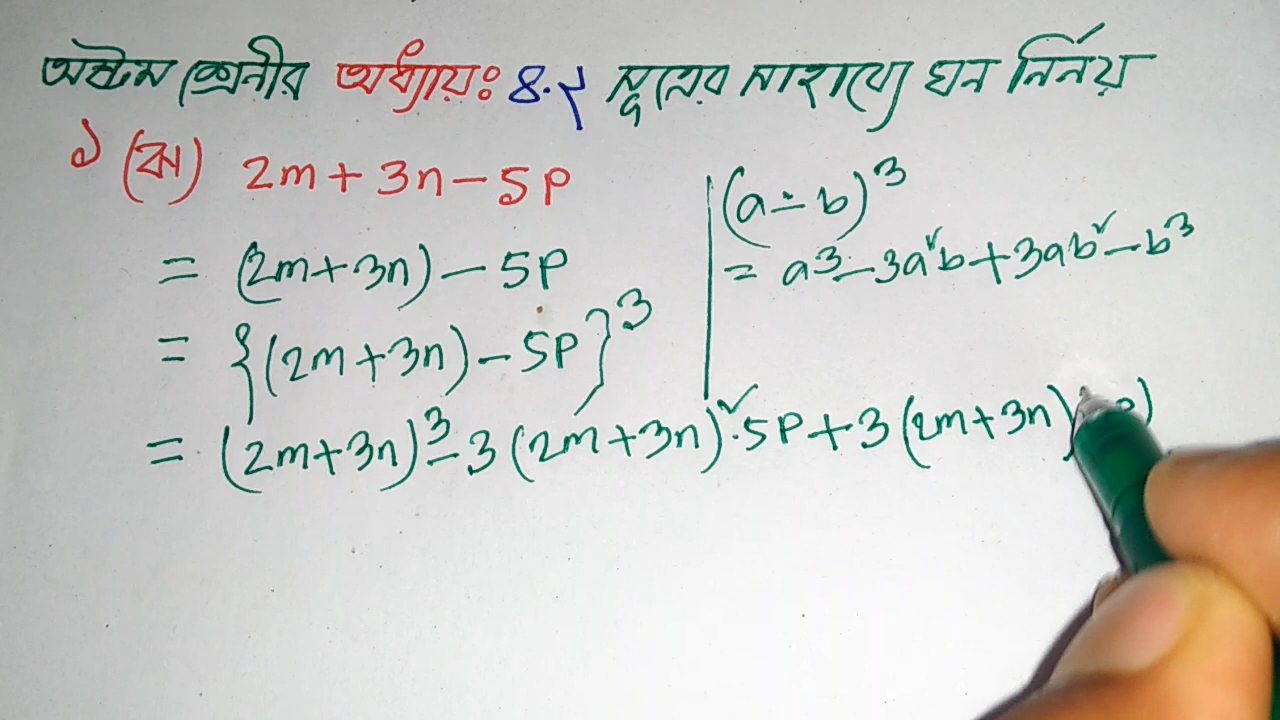 অষ্টম শ্রেনীর অধ্যায়ঃ ৪.২ সূত্রের সাহায্যে ঘন নির্নয়
১ (ঝ) 2m + 3n - 5p
= (2m + 3n) - 5p
= {(2m + 3n) - 5p}³
= (2m + 3n)³ - 3 (2m + 3n)². 5p + 3 (2m + 3n)
(a - b)³
= a³ - 3a²b + 3ab² - b³